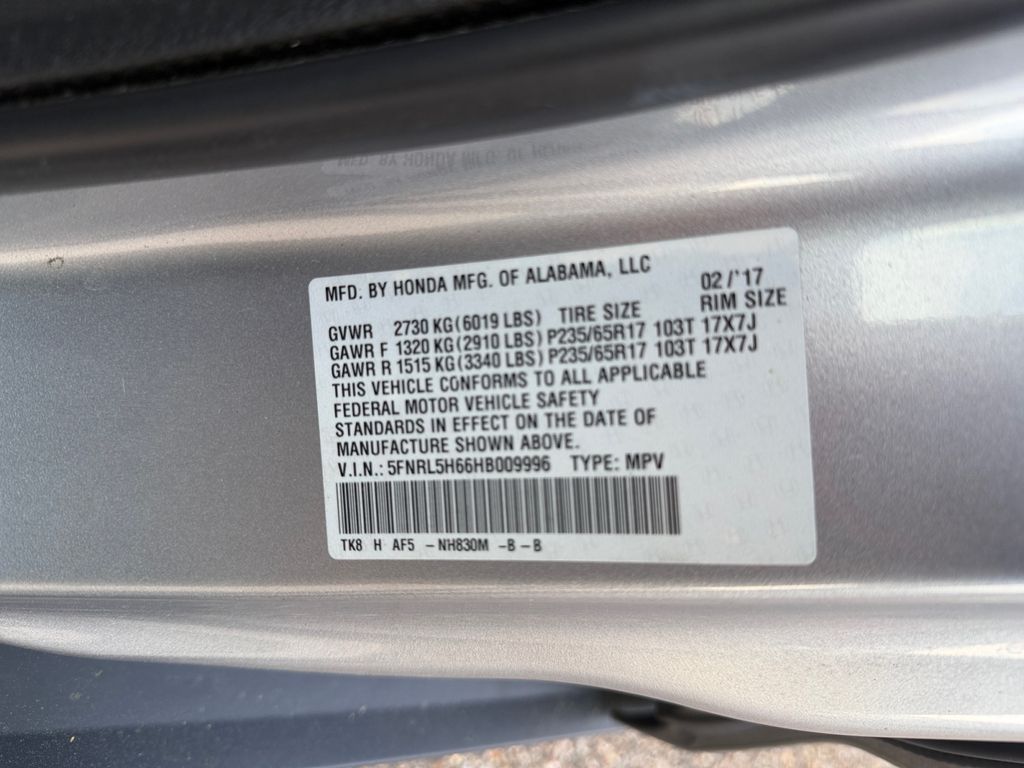 MFD. BY HONDA MFG. OF ALABAMA, LLC 02/'17
GVWR 2730 KG(6019 LBS) TIRE SIZE RIM SIZE
GAWR F 1320 KG(2910 LBS) P235/65R17 103T 17X7J
GAWR R 1515 KG(3340 LBS) P235/65R17 103T 17X7J
THIS VEHICLE CONFORMS TO ALL APPLICABLE
FEDERAL MOTOR VEHICLE SAFETY
STANDARDS IN EFFECT ON THE DATE OF
MANUFACTURE SHOWN ABOVE.
V.I.N.: 5FNRL5H66HB009996 TYPE: MPV
TK8 H AF5 -NH830M -B -B